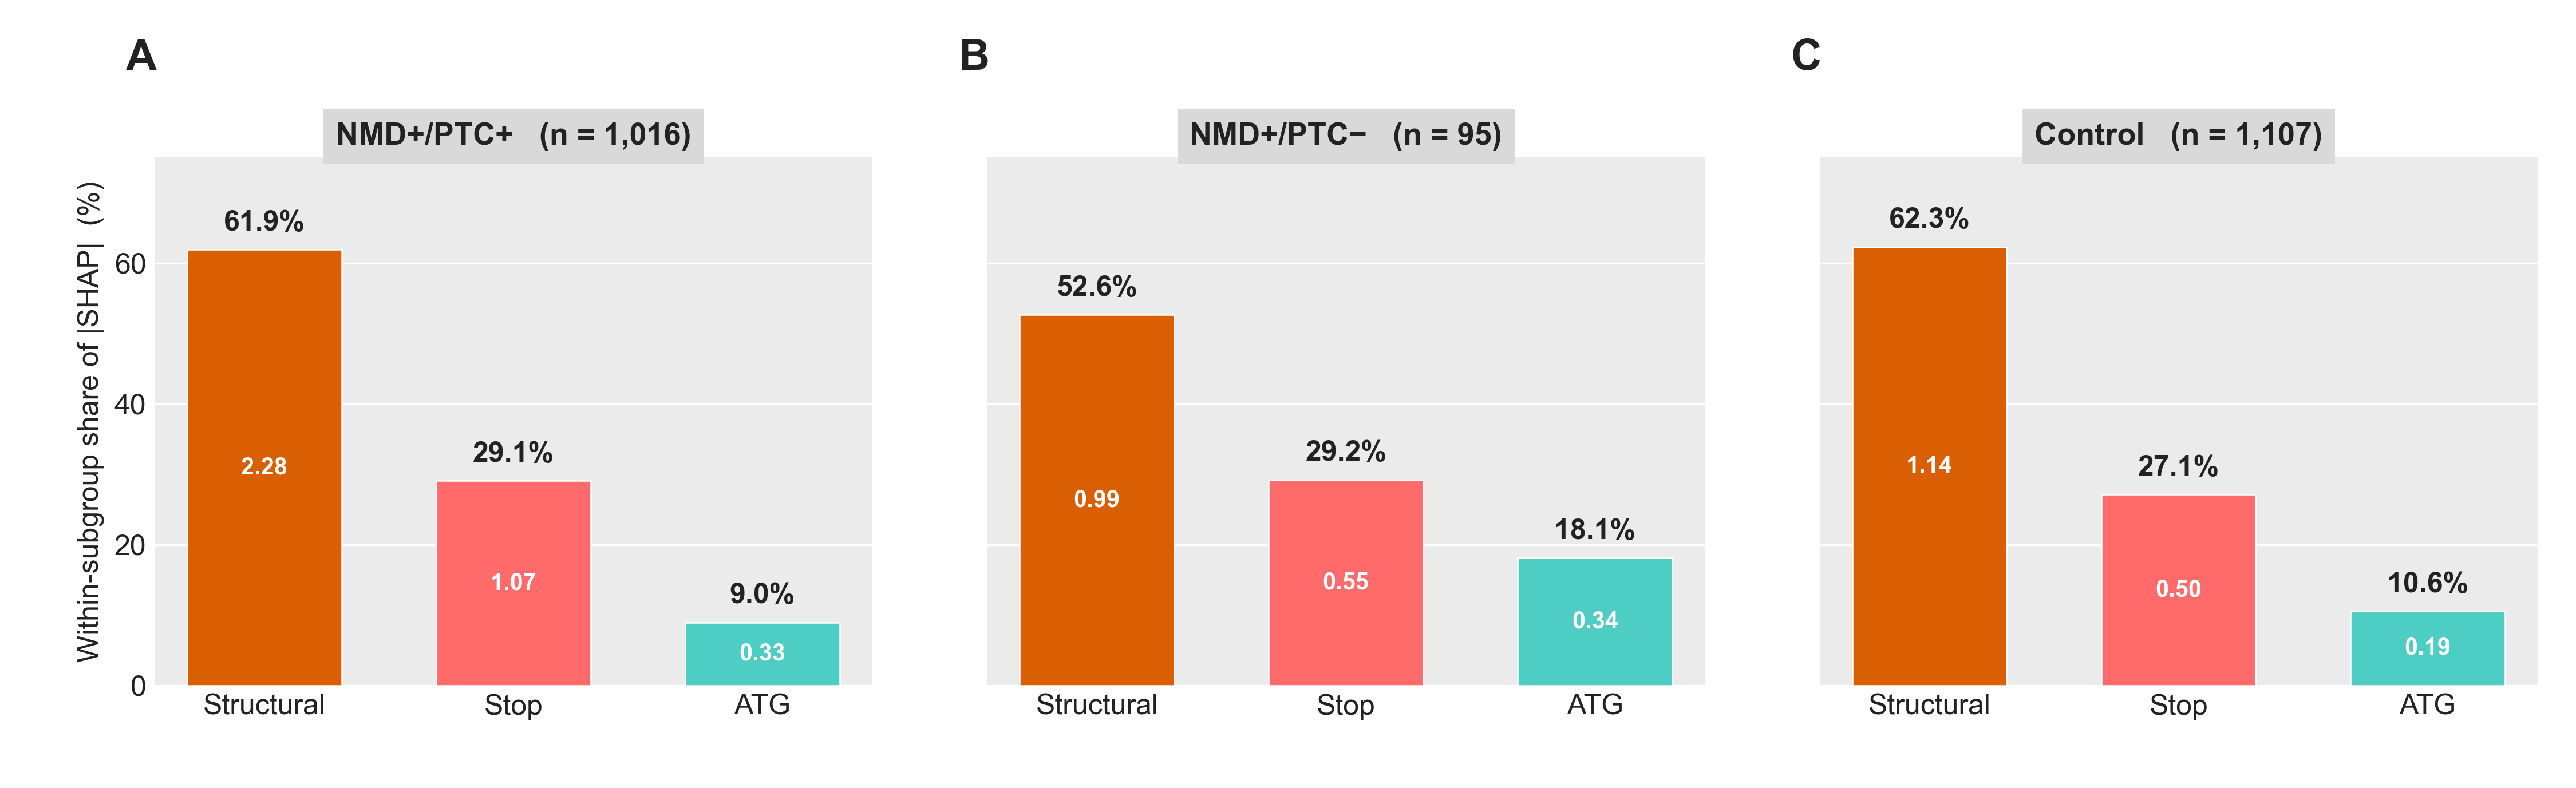 A
B
C
NMD+/PTC+ (n = 1,016)
NMD+/PTC− (n = 95)
Control (n = 1,107)
Within-subgroup share of |SHAP| (%)
60
40
20
0
61.9%
2.28
29.1%
1.07
9.0%
0.33
Structural
Stop
ATG
52.6%
0.99
29.2%
0.55
18.1%
0.34
Structural
Stop
ATG
62.3%
1.14
27.1%
0.50
10.6%
0.19
Structural
Stop
ATG